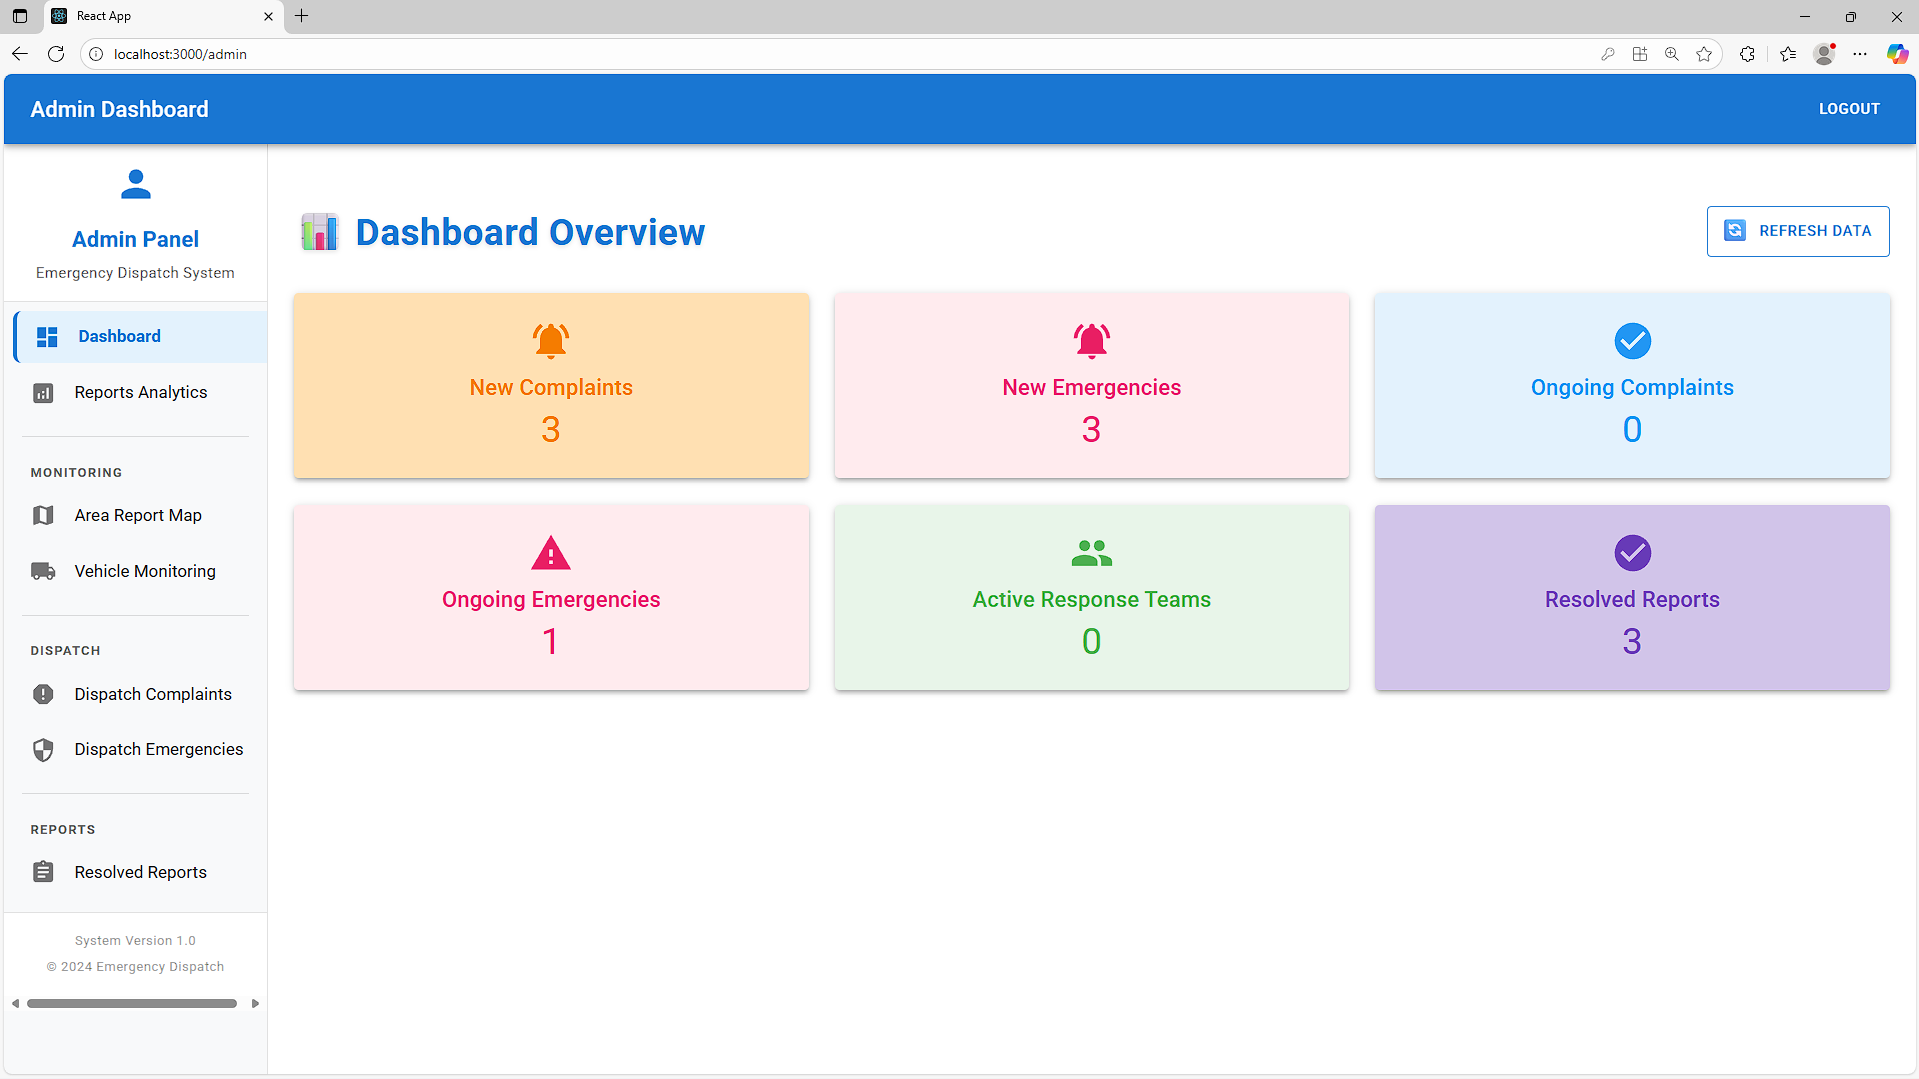 React App
localhost:3000/admin
Admin Dashboard
LOGOUT
Admin Panel
Emergency Dispatch System
Dashboard
Reports Analytics
MONITORING
Area Report Map
Vehicle Monitoring
DISPATCH
Dispatch Complaints
Dispatch Emergencies
REPORTS
Resolved Reports
System Version 1.0
© 2024 Emergency Dispatch
Dashboard Overview
REFRESH DATA
New Complaints
3
New Emergencies
3
Ongoing Complaints
0
Ongoing Emergencies
1
Active Response Teams
0
Resolved Reports
3